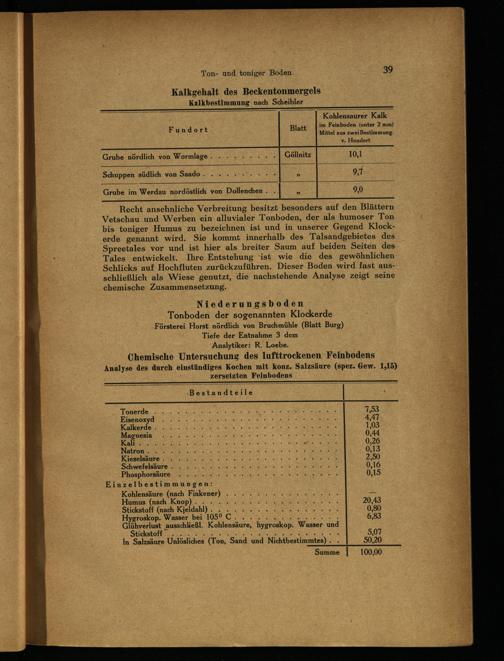 Ton- und toniger Boden 39
Kalkgehalt des Beckentonmergels
Kalkbestimmung nach Scheibler
Fundort Blatt Kohlensaurer Kalk im Feinboden (unter 2 mm) Mittel aus zwei Bestimmung. v. Hundert
Grube nördlich von Wormlage . . . . . . . . . Göllnitz 10,1
Schuppen südlich von Saado . . . . . . . . . . „ 9,7
Grube im Werdau nordöstlich von Dollenchen . . „ 9,0
Recht ansehnliche Verbreitung besitzt besonders auf den Blättern
Vetschau und Werben ein alluvialer Tonboden, der als humoser Ton
bis toniger Humus zu bezeichnen ist und in unserer Gegend Klock-
erde genannt wird. Sie kommt innerhalb des Talsandgebietes des
Spreetales vor und ist hier als breiter Saum auf beiden Seiten des
Tales entwickelt. Ihre Entstehung ist wie die des gewöhnlichen
Schlicks auf Hochfluten zurückzuführen. Dieser Boden wird fast aus-
schließlich als Wiese genutzt, die nachstehende Analyse zeigt seine
chemische Zusammensetzung.
Niederungsboden
Tonboden der sogenannten Klockerde
Försterei Horst nördlich von Bruchmühle (Blatt Burg)
Tiefe der Entnahme 3 dem
Analytiker: R. Loebe.
Chemische Untersuchung des lufttrockenen Feinbodens
Analyse des durch einstündiges Kochen mit konz. Salzsäure (spez. Gew. 1,15)
zersetzten Feinbodens
Bestandteile
Tonerde 7,53
Eisenoxyd 4,47
Kalkerde 1,03
Magnesia 0,44
Kali 0,26
Natron 0,13
Kieselsäure 2,50
Schwefelsäure 0,16
Phosphorsäure 0,15
Einzelbestimmungen:
Kohlensäure (nach Finkener) —
Humus (nach Knop) 20,43
Stickstoff (nach Kjeldahl) 0,80
Hygroskop. Wasser bei 105° C 6,83
Glühverlust ausschließl. Kohlensäure, hygroskop. Wasser und
Stickstoff 5,07
In Salzsäure Unlösliches (Ton, Sand und Nichtbestimmtes) . . 50,20
Summe 100,00